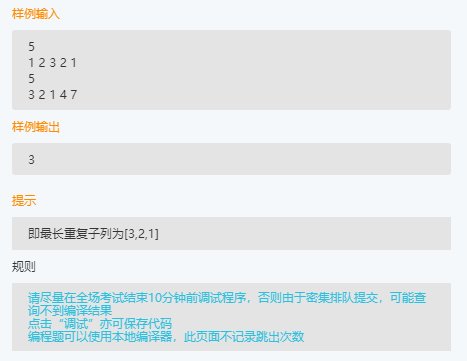 样例输入
5
1 2 3 2 1
5
3 2 1 4 7
样例输出
3
提示
即最长重复子列为[3,2,1]
规则
请尽量在全场考试结束10分钟前调试程序，否则由于密集排队提交，可能查
询不到编译结果
点击“调试”亦可保存代码
编程题可以使用本地编译器，此页面不记录跳出次数